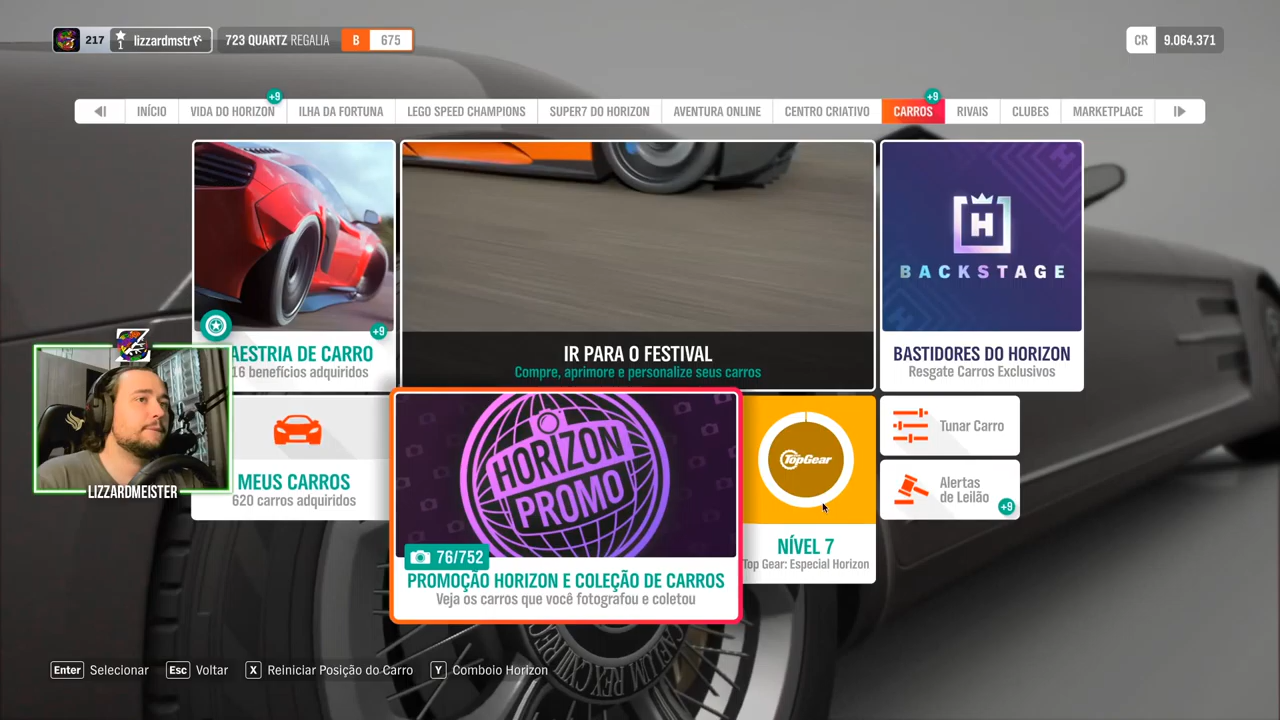 217
1
lizzardmstr
723 QUARTZ REGALIA
B 675
CR 9.064.371
+9
+9
INÍCIO
VIDA DO HORIZON
ILHA DA FORTUNA
LEGO SPEED CHAMPIONS
SUPER7 DO HORIZON
AVENTURA ONLINE
CENTRO CRIATIVO
CARROS
RIVAIS
CLUBES
MARKETPLACE
+9
AESTRIA DE CARRO
16 benefícios adquiridos
IR PARA O FESTIVAL
Compre, aprimore e personalize seus carros
H
BACKSTAGE
BASTIDORES DO HORIZON
Resgate Carros Exclusivos
LIZZARDMEISTER
MEUS CARROS
620 carros adquiridos
HORIZON
PROMO
76/752
PROMOÇÃO HORIZON E COLEÇÃO DE CARROS
Veja os carros que você fotografou e coletou
TopGear
NÍVEL 7
Top Gear: Especial Horizon
Tunar Carro
Alertas
de Leilão
+9
Enter Selecionar
Esc Voltar
X Reiniciar Posição do Carro
Y Comboio Horizon